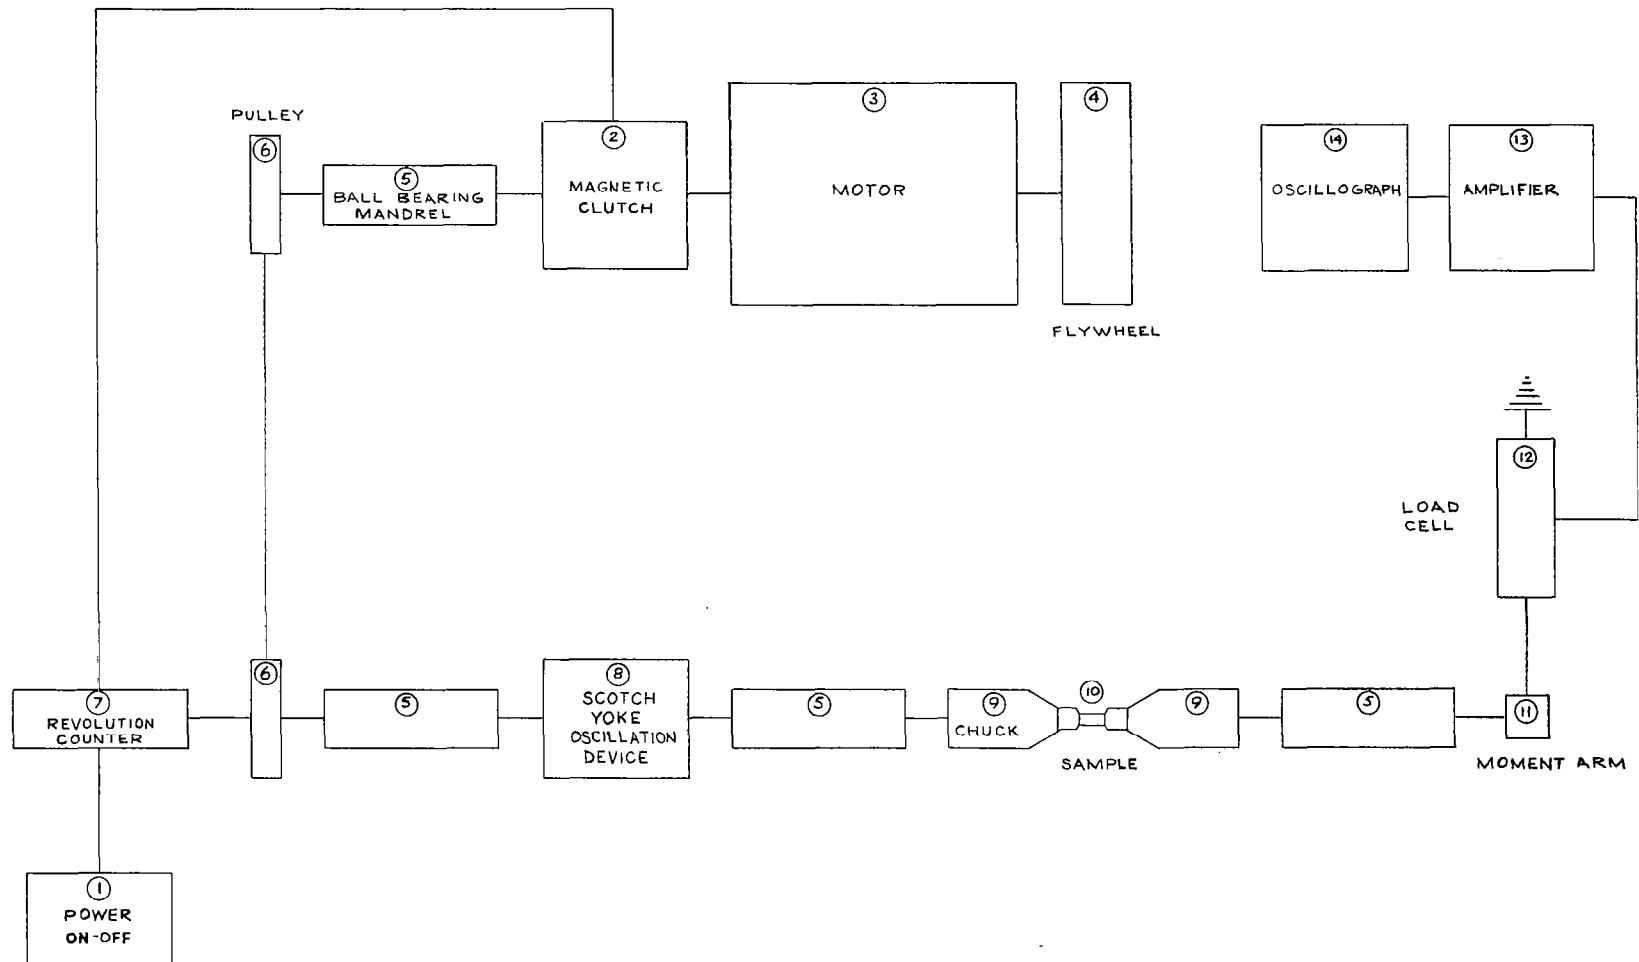 PULLEY
6
5
BALL BEARING
MANDREL
2
MAGNETIC
CLUTCH
3
MOTOR
4
FLYWHEEL
14
OSCILLOGRAPH
13
AMPLIFIER
12
LOAD
CELL
7
REVOLUTION
COUNTER
6
5
8
SCOTCH
YOKE
OSCILLATION
DEVICE
5
9
CHUCK
10
SAMPLE
9
5
11
MOMENT ARM
1
POWER
ON-OFF